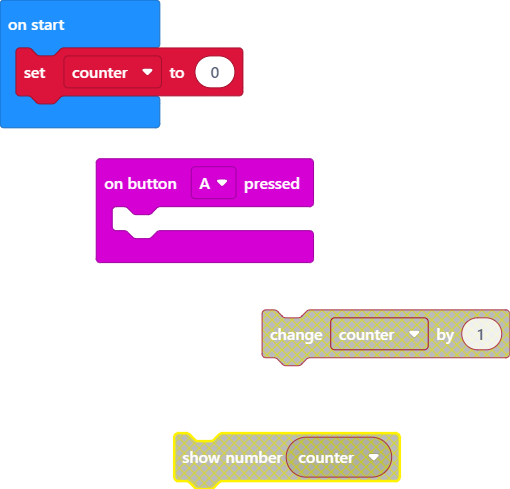 on start
set counter to 0
on button A pressed
change counter by 1
show number counter